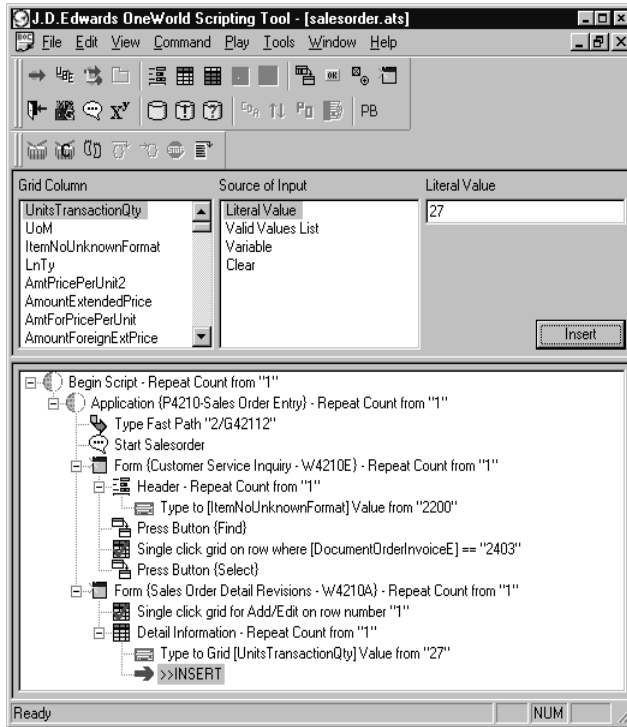 J.D.Edwards OneWorld Scripting Tool - [salesorder.ats]
File Edit View Command Play Tools Window Help
UBE OK
X^y PB
Grid Column Source of Input Literal Value
UnitsTransactionQty Literal Value 27
UoM Valid Values List
ItemNoUnknownFormat Variable
LnTy Clear
AmtPricePerUnit2
AmountExtendedPrice
AmtForPricePerUnit
AmountForeignExtPrice Insert
Begin Script - Repeat Count from "1"
Application {P4210-Sales Order Entry} - Repeat Count from "1"
Type Fast Path "2/G42112"
Start Salesorder
Form {Customer Service Inquiry - W4210E} - Repeat Count from "1"
Header - Repeat Count from "1"
Type to [ItemNoUnknownFormat] Value from "2200"
Press Button {Find}
Single click grid on row where [DocumentOrderInvoiceE] == "2403"
Press Button {Select}
Form {Sales Order Detail Revisions - W4210A} - Repeat Count from "1"
Single click grid for Add/Edit on row number "1"
Detail Information - Repeat Count from "1"
Type to Grid [UnitsTransactionQty] Value from "27"
>>INSERT
Ready NUM